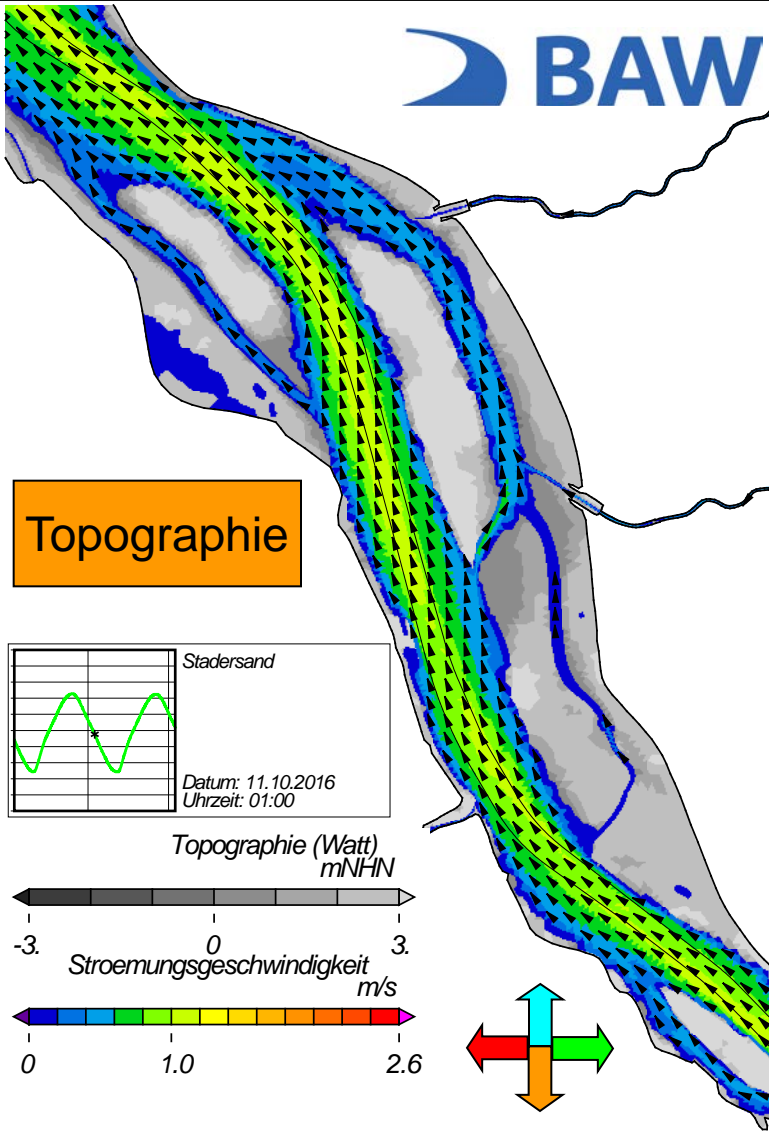 BAW
Topographie
Stadersand
Datum: 11.10.2016
Uhrzeit: 01:00
Topographie (Watt)
mNHN
-3. 0 3.
Stroemungsgeschwindigkeit
m/s
0 1.0 2.6